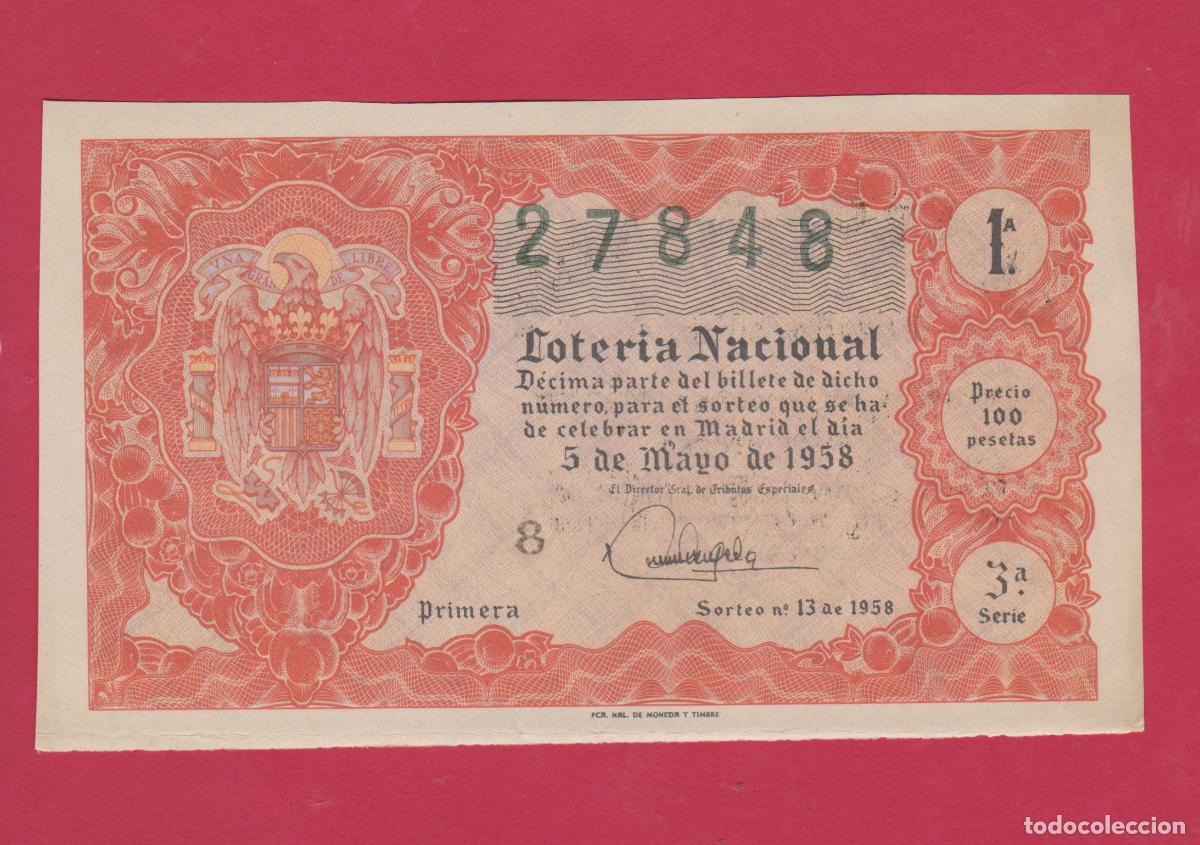 27848
1.ᴬ
VNA GRANDE LIBRE
Loteria Nacional
Décima parte del billete de dicho
número, para el sorteo que se ha
de celebrar en Madrid el día
5 de Mayo de 1958
El Director Gral. de Tributos Especiales,
Precio
100
pesetas
8
Primera
Sorteo nº 13 de 1958
3.ª
Serie
FCA. NAL. DE MONEDA Y TIMBRE
todocoleccion